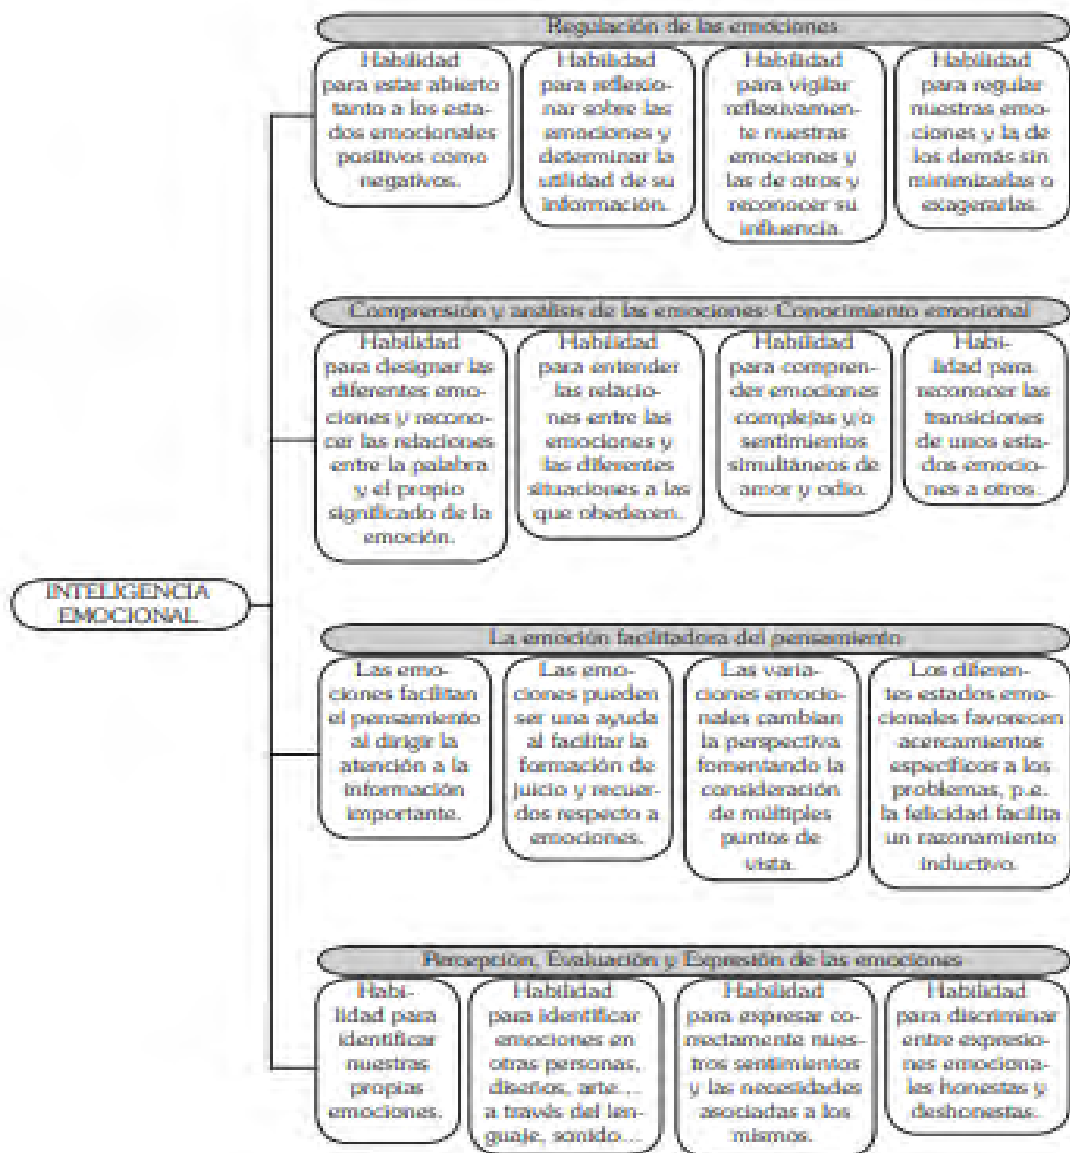 Regulación de las emociones
Habilidad
para estar abierto
tanto a los esta-
dos emocionales
positivos como
negativos.
Habilidad
para reflexio-
nar sobre las
emociones y
determinar la
utilidad de su
información.
Habilidad
para vigilar
reflexivamen-
te nuestras
emociones y
las de otros y
reconocer su
influencia.
Habilidad
para regular
nuestras emo-
ciones y la de
los demás sin
minimizarlas o
exagerarlas.
Comprensión y análisis de las emociones: Conocimiento emocional
Habilidad
para designar las
diferentes emo-
ciones y recono-
cer las relaciones
entre la palabra
y el propio
significado de la
emoción.
Habilidad
para entender
las relacio-
nes entre las
emociones y
las diferentes
situaciones a las
que obedecen.
Habilidad
para compren-
der emociones
complejas y/o
sentimientos
simultáneos de
amor y odio.
Habi-
lidad para
reconocer las
transiciones
de unos esta-
dos emocio-
nes a otros.
INTELIGENCIA
EMOCIONAL
La emoción facilitadora del pensamiento
Las emo-
ciones facilitan
el pensamiento
al dirigir la
atención a la
información
importante.
Las emo-
ciones pueden
ser una ayuda
al facilitar la
formación de
juicio y recuer-
dos respecto a
emociones.
Las varia-
ciones emocio-
nales cambian
la perspectiva
fomentando la
consideración
de múltiples
puntos de
vista.
Los diferen-
tes estados emo-
cionales favorecen
acercamientos
específicos a los
problemas, p.e.
la felicidad facilita
un razonamiento
inductivo.
Percepción, Evaluación y Expresión de las emociones
Habi-
lidad para
identificar
nuestras
propias
emociones.
Habilidad
para identificar
emociones en
otras personas,
diseños, arte...
a través del len-
guaje, sonido...
Habilidad
para expresar co-
rrectamente nues-
tros sentimientos
y las necesidades
asociadas a los
mismos.
Habilidad
para discriminar
entre expresio-
nes emociona-
les honestas y
deshonestas.